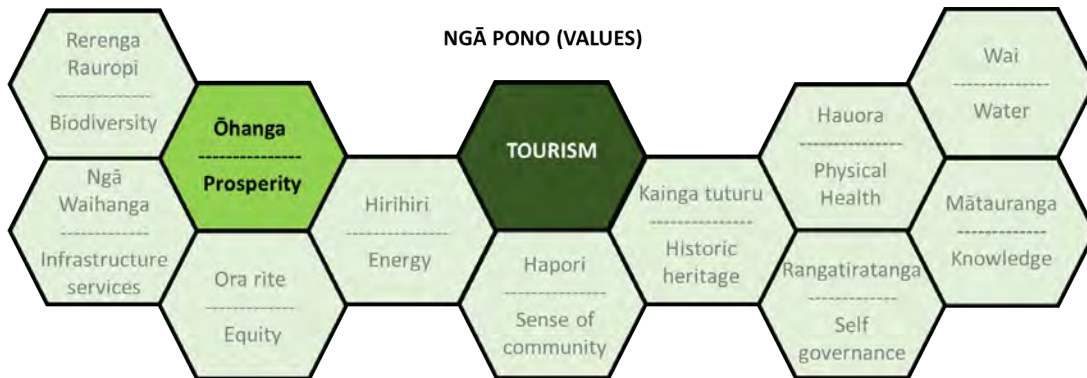 NGĀ PONO (VALUES)
Rerenga
Rauropi
---------------
Biodiversity
Ōhanga
---------------
Prosperity
TOURISM
Wai
---------------
Water
Hauora
---------------
Physical
Health
Ngā
Waihanga
---------------
Infrastructure
services
Hirihiri
---------------
Energy
Kainga tuturu
---------------
Historic
heritage
Mātauranga
---------------
Knowledge
Ora rite
---------------
Equity
Hapori
---------------
Sense of
community
Rangatiratanga
---------------
Self
governance